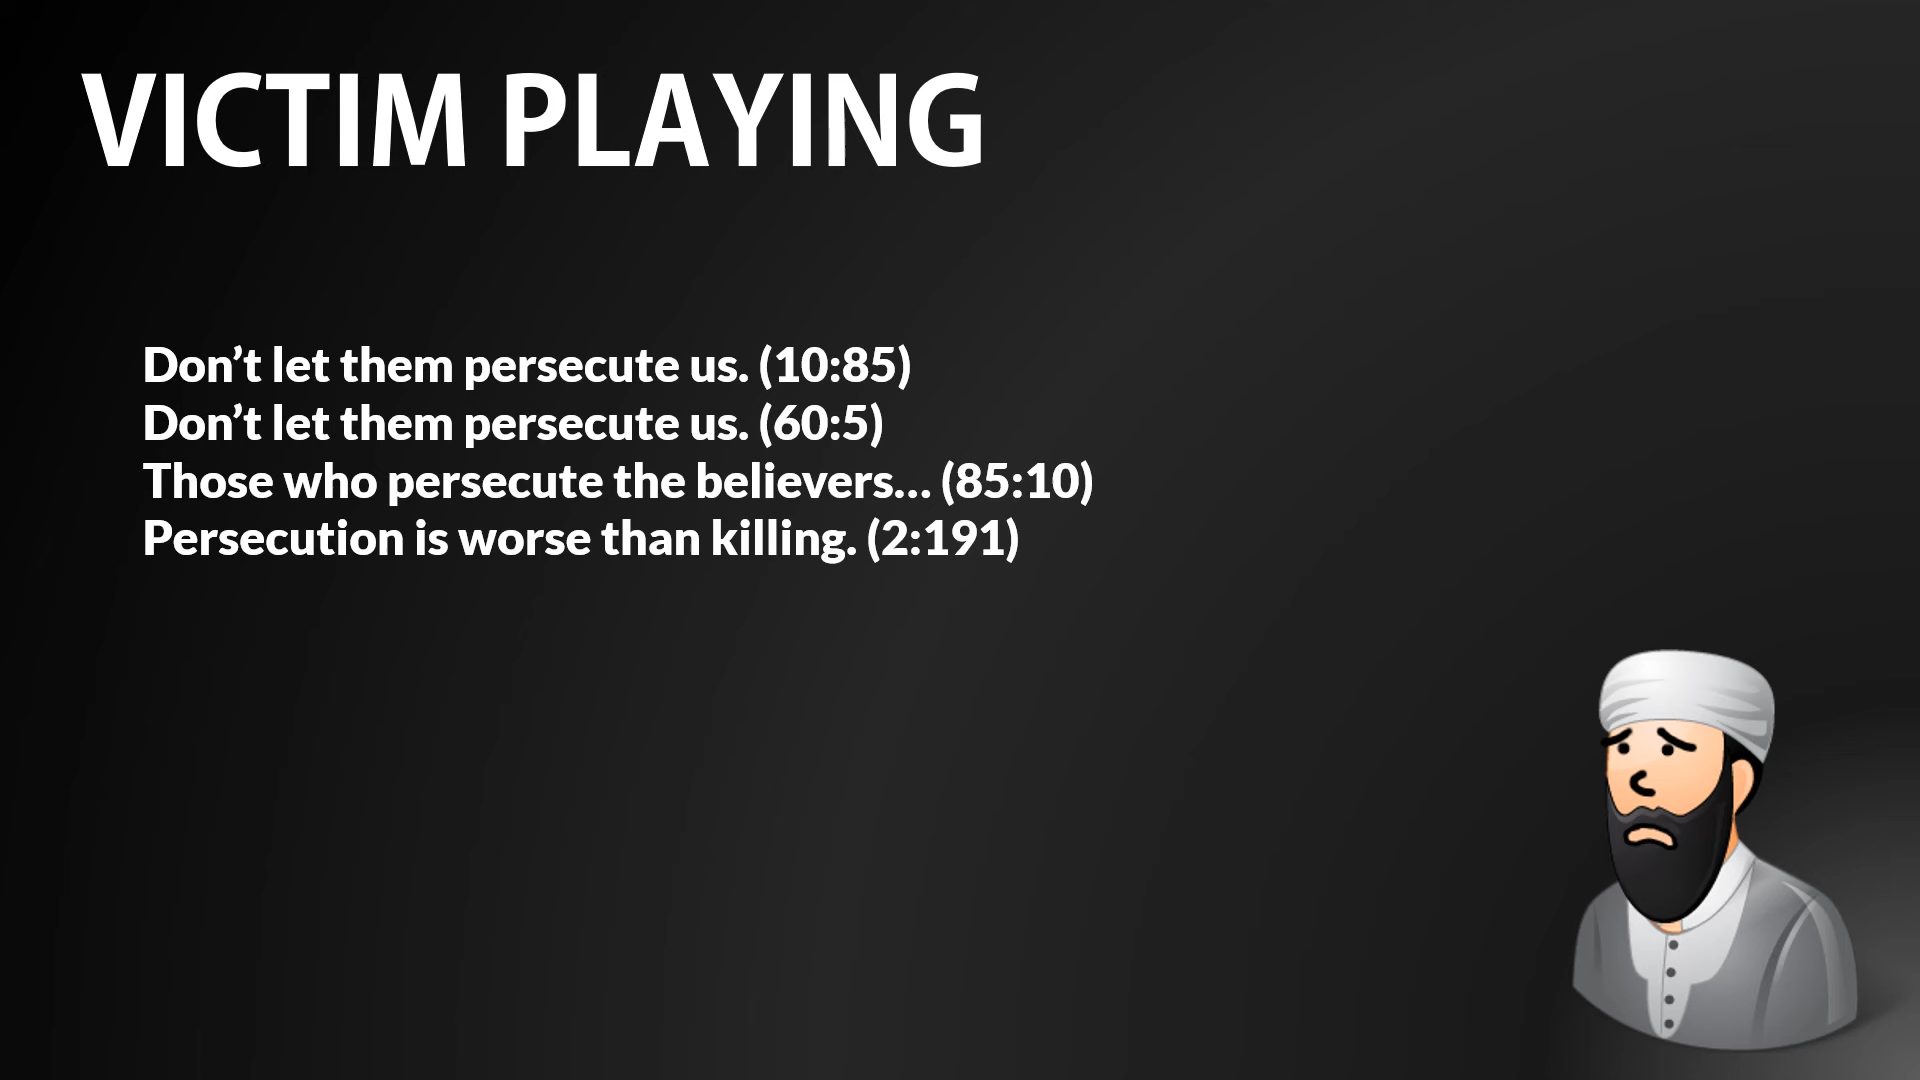 VICTIM PLAYING
Don’t let them persecute us. (10:85)
Don’t let them persecute us. (60:5)
Those who persecute the believers... (85:10)
Persecution is worse than killing. (2:191)